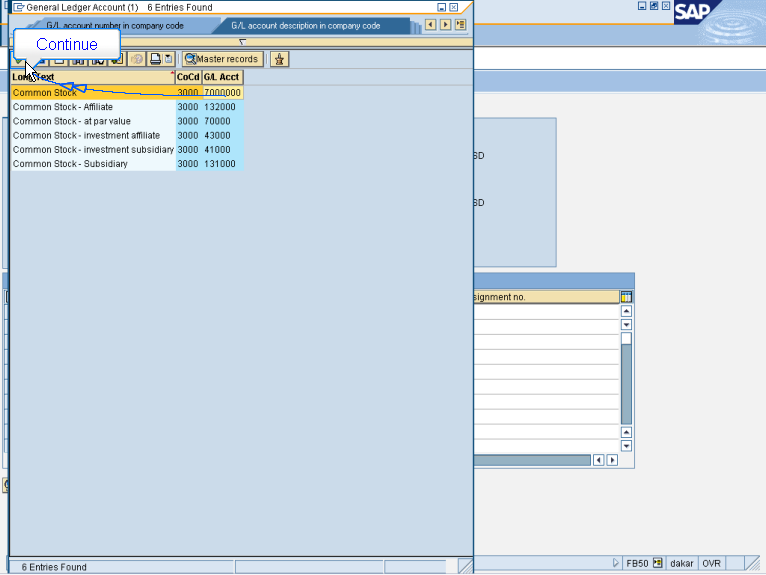 General Ledger Account (1) 6 Entries Found
SAP
G/L account number in company code
G/L account description in company code
Continue
Master records
Long Text CoCd G/L Acct
Common Stock 3000 7000000
Common Stock - Affiliate 3000 132000
Common Stock - at par value 3000 70000
Common Stock - investment affiliate 3000 43000
Common Stock - investment subsidiary 3000 41000
Common Stock - Subsidiary 3000 131000
SD
SD
signment no.
6 Entries Found
FB50 dakar OVR